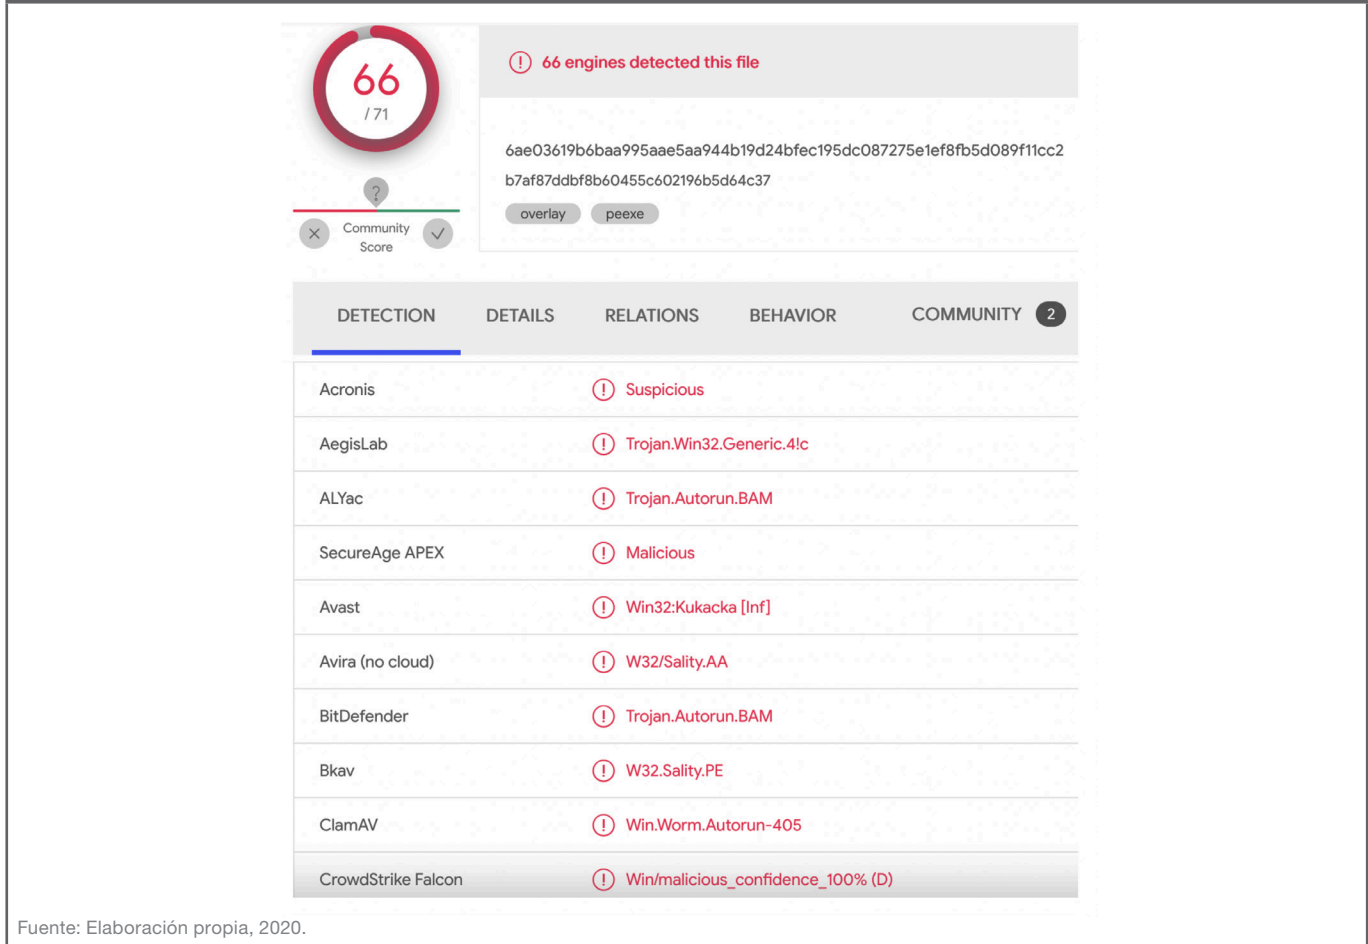 66
/ 71
66 engines detected this file
6ae03619b6baa995aae5aa944b19d24bfec195dc087275e1ef8fb5d089f11cc2
b7af87ddbf8b60455c602196b5d64c37
overlay peexe
?
Community
Score
DETECTION DETAILS RELATIONS BEHAVIOR COMMUNITY 2
Acronis Suspicious
AegisLab Trojan.Win32.Generic.4!c
ALYac Trojan.Autorun.BAM
SecureAge APEX Malicious
Avast Win32:Kukacka [Inf]
Avira (no cloud) W32/Sality.AA
BitDefender Trojan.Autorun.BAM
Bkav W32.Sality.PE
ClamAV Win.Worm.Autorun-405
CrowdStrike Falcon Win/malicious_confidence_100% (D)
Fuente: Elaboración propia, 2020.